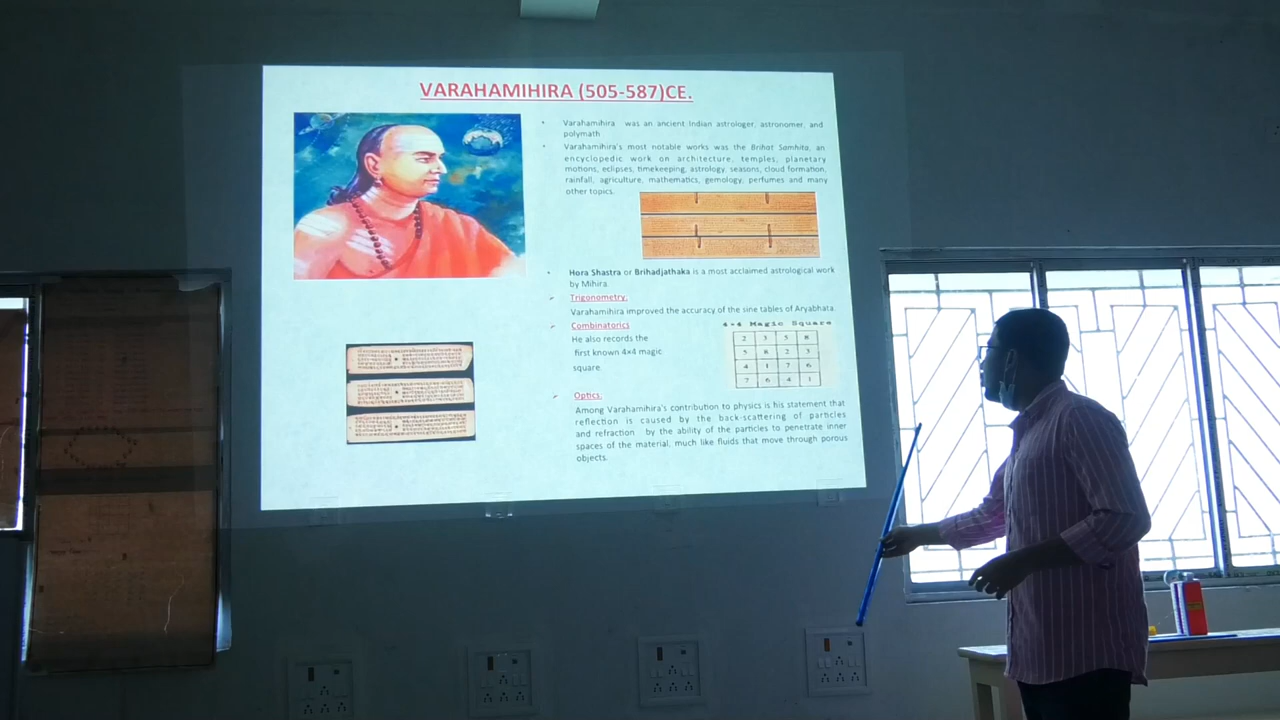 VARAHAMIHIRA (505-587)CE.
Varahamihira was an ancient Indian astrologer, astronomer, and
polymath
Varahamihira's most notable works was the Brihat Samhita, an
encyclopedic work on architecture, temples, planetary
motions, eclipses, timekeeping, astrology, seasons, cloud formation,
rainfall, agriculture, mathematics, gemology, perfumes and many
other topics.
Hora Shastra or Brihadjathaka is a most acclaimed astrological work
by Mihira.
Trigonometry:
Varahamihira improved the accuracy of the sine tables of Aryabhata.
Combinatorics
He also records the
first known 4×4 magic
square
4×4 Magic Square
2 3 5 8
5 8 2 3
4 1 7 6
7 6 4 1
Optics:
Among Varahamihira's contribution to physics is his statement that
reflection is caused by the back-scattering of particles
and refraction by the ability of the particles to penetrate inner
spaces of the material, much like fluids that move through porous
objects.